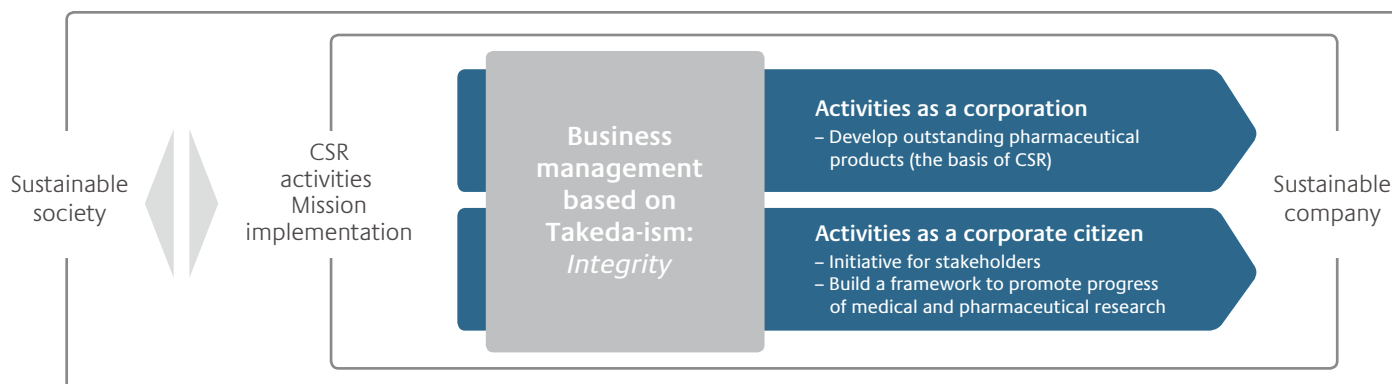 Sustainable
society
CSR
activities
Mission
implementation
Business
management
based on
Takeda-ism:
Integrity
Activities as a corporation
– Develop outstanding pharmaceutical
products (the basis of CSR)
Activities as a corporate citizen
– Initiative for stakeholders
– Build a framework to promote progress
of medical and pharmaceutical research
Sustainable
company